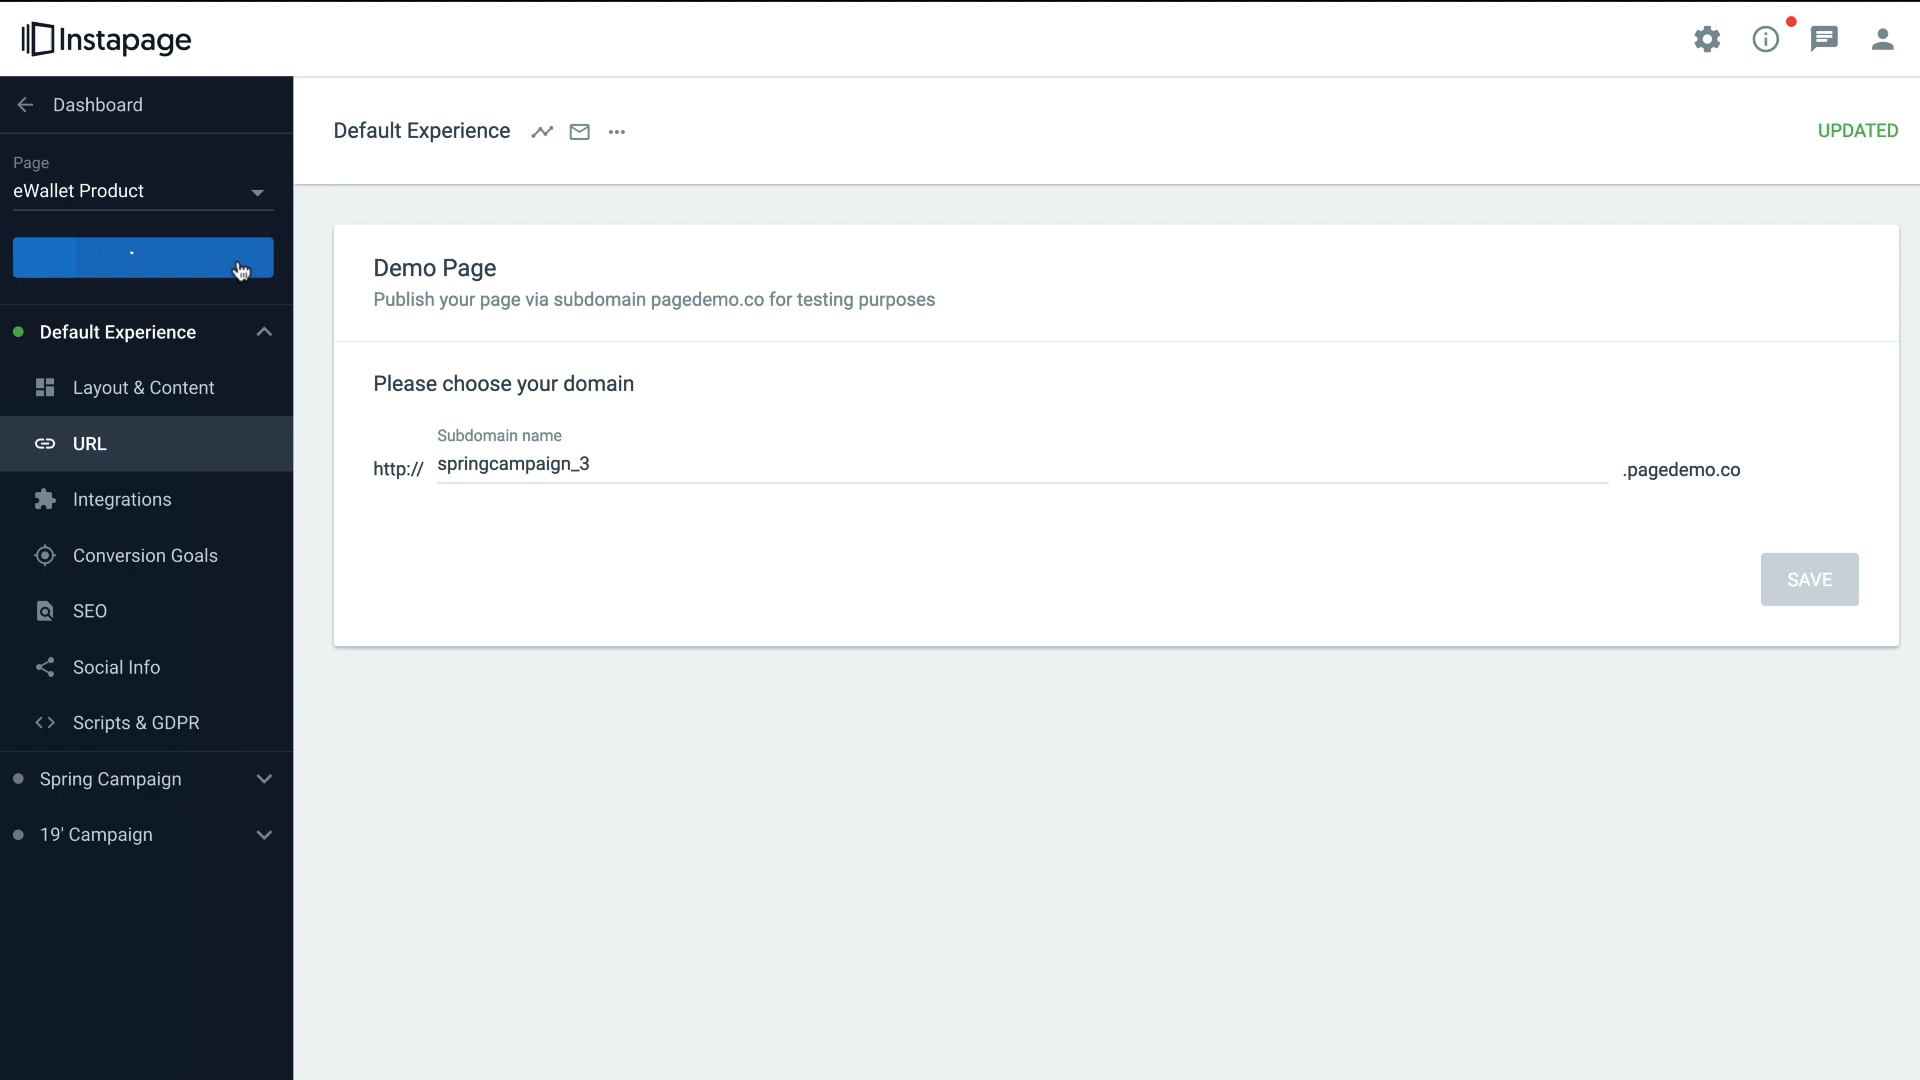 Instapage
Dashboard
Page
eWallet Product
Default Experience
Layout & Content
URL
Integrations
Conversion Goals
SEO
Social Info
Scripts & GDPR
Spring Campaign
19' Campaign
Default Experience
UPDATED
Demo Page
Publish your page via subdomain pagedemo.co for testing purposes
Please choose your domain
Subdomain name
http:// springcampaign_3 .pagedemo.co
SAVE